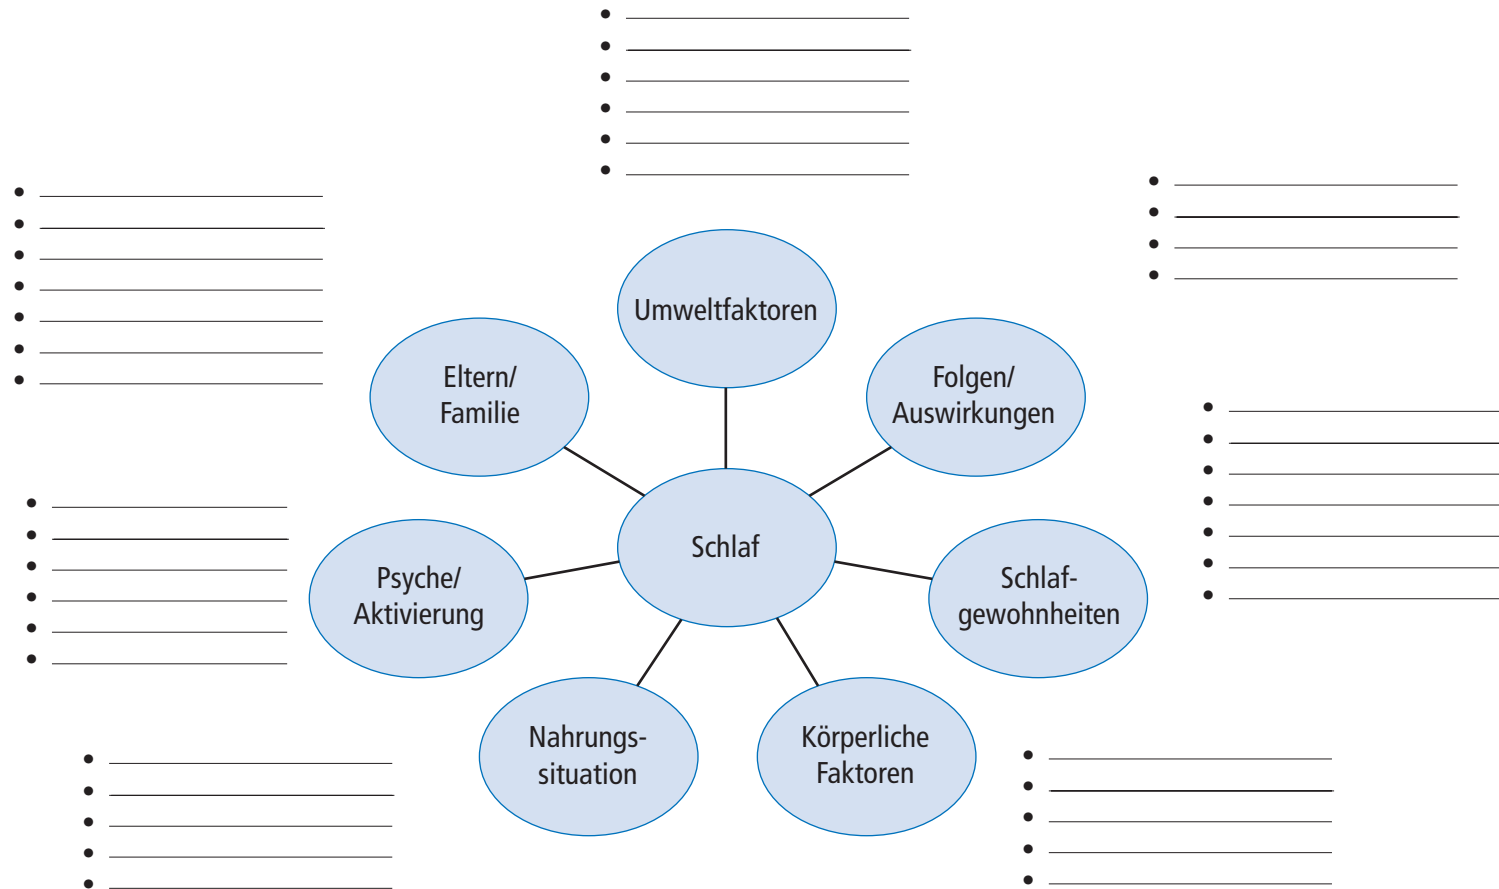 Umweltfaktoren
Eltern/
Familie
Folgen/
Auswirkungen
Schlaf
Psyche/
Aktivierung
Schlaf-
gewohnheiten
Nahrungs-
situation
Körperliche
Faktoren